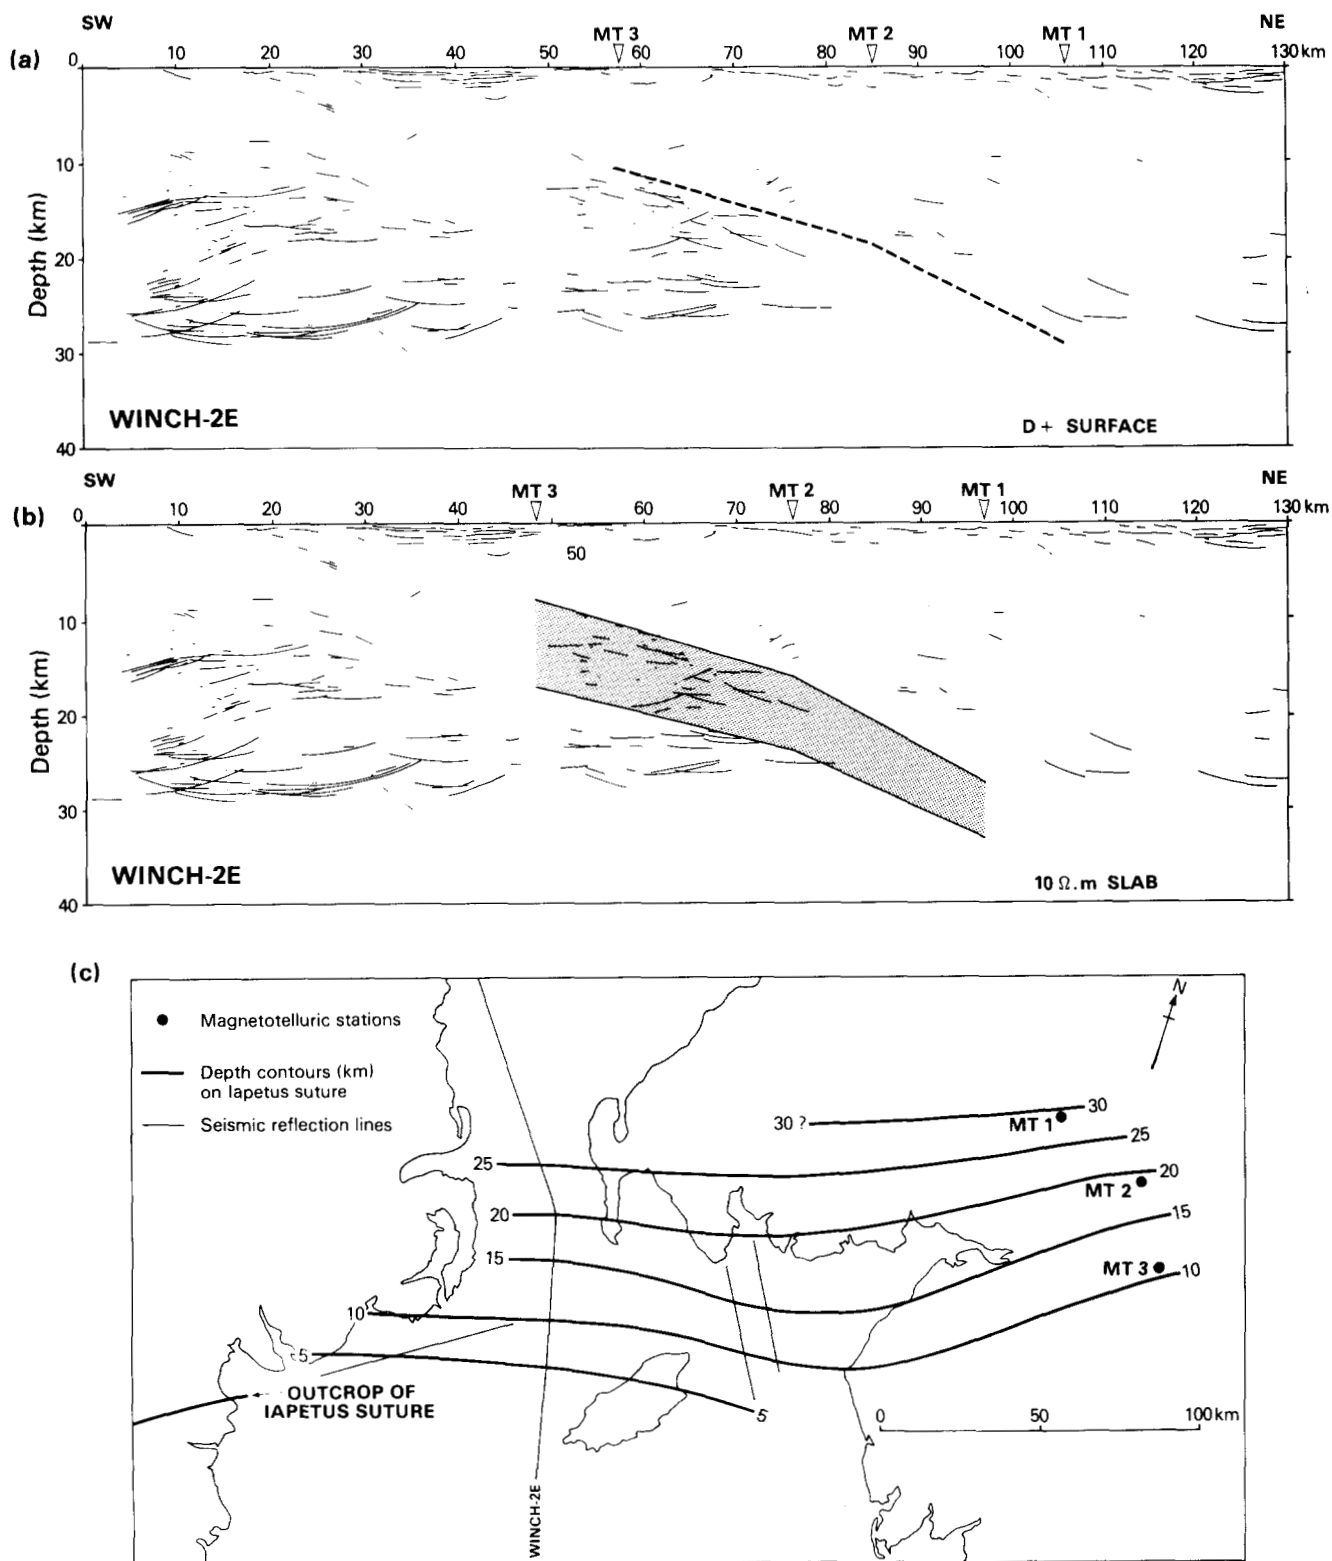 SW MT 3 MT 2 MT 1 NE
(a) 0 10 20 30 40 50 60 70 80 90 100 110 120 130 km
10
20
30
40
Depth (km)
WINCH-2E
D + SURFACE
SW MT 3 MT 2 MT 1 NE
(b) 0 10 20 30 40 60 70 80 90 100 110 120 130 km
50
10
20
30
40
Depth (km)
WINCH-2E
10 Ω.m SLAB
(c)
Magnetotelluric stations
Depth contours (km)
on Iapetus suture
Seismic reflection lines
N
30 ? 30
MT 1
25 25
20 20
MT 2
15 15
MT 3
10 10
5 5
OUTCROP OF
IAPETUS SUTURE
0 50 100 km
WINCH-2E